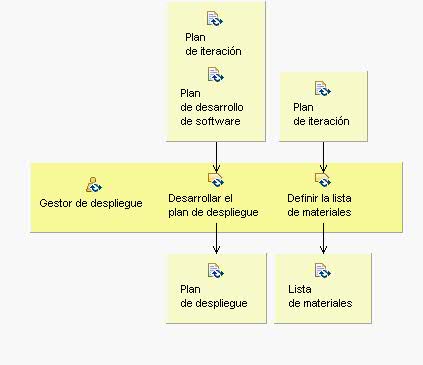 Plan
de iteración
Plan
de desarrollo
de software
Plan
de iteración
Gestor de despliegue
Desarrollar el
plan de despliegue
Definir la lista
de materiales
Plan
de despliegue
Lista
de materiales